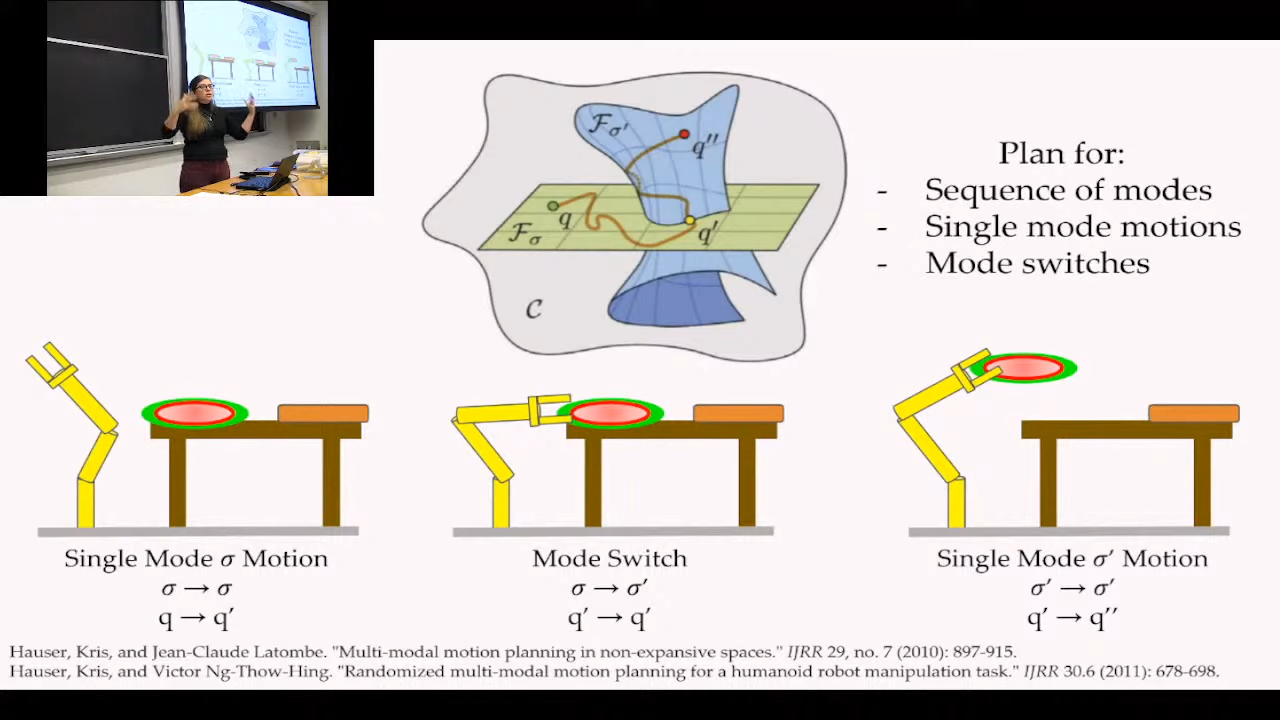 ℱσ′
q′′
q
ℱσ
q′
𝒞
Plan for:
- Sequence of modes
- Single mode motions
- Mode switches
Single Mode σ Motion
σ → σ
q → q′
Mode Switch
σ → σ′
q′ → q′
Single Mode σ′ Motion
σ′ → σ′
q′ → q′′
Hauser, Kris, and Jean-Claude Latombe. "Multi-modal motion planning in non-expansive spaces." IJRR 29, no. 7 (2010): 897-915.
Hauser, Kris, and Victor Ng-Thow-Hing. "Randomized multi-modal motion planning for a humanoid robot manipulation task." IJRR 30.6 (2011): 678-698.